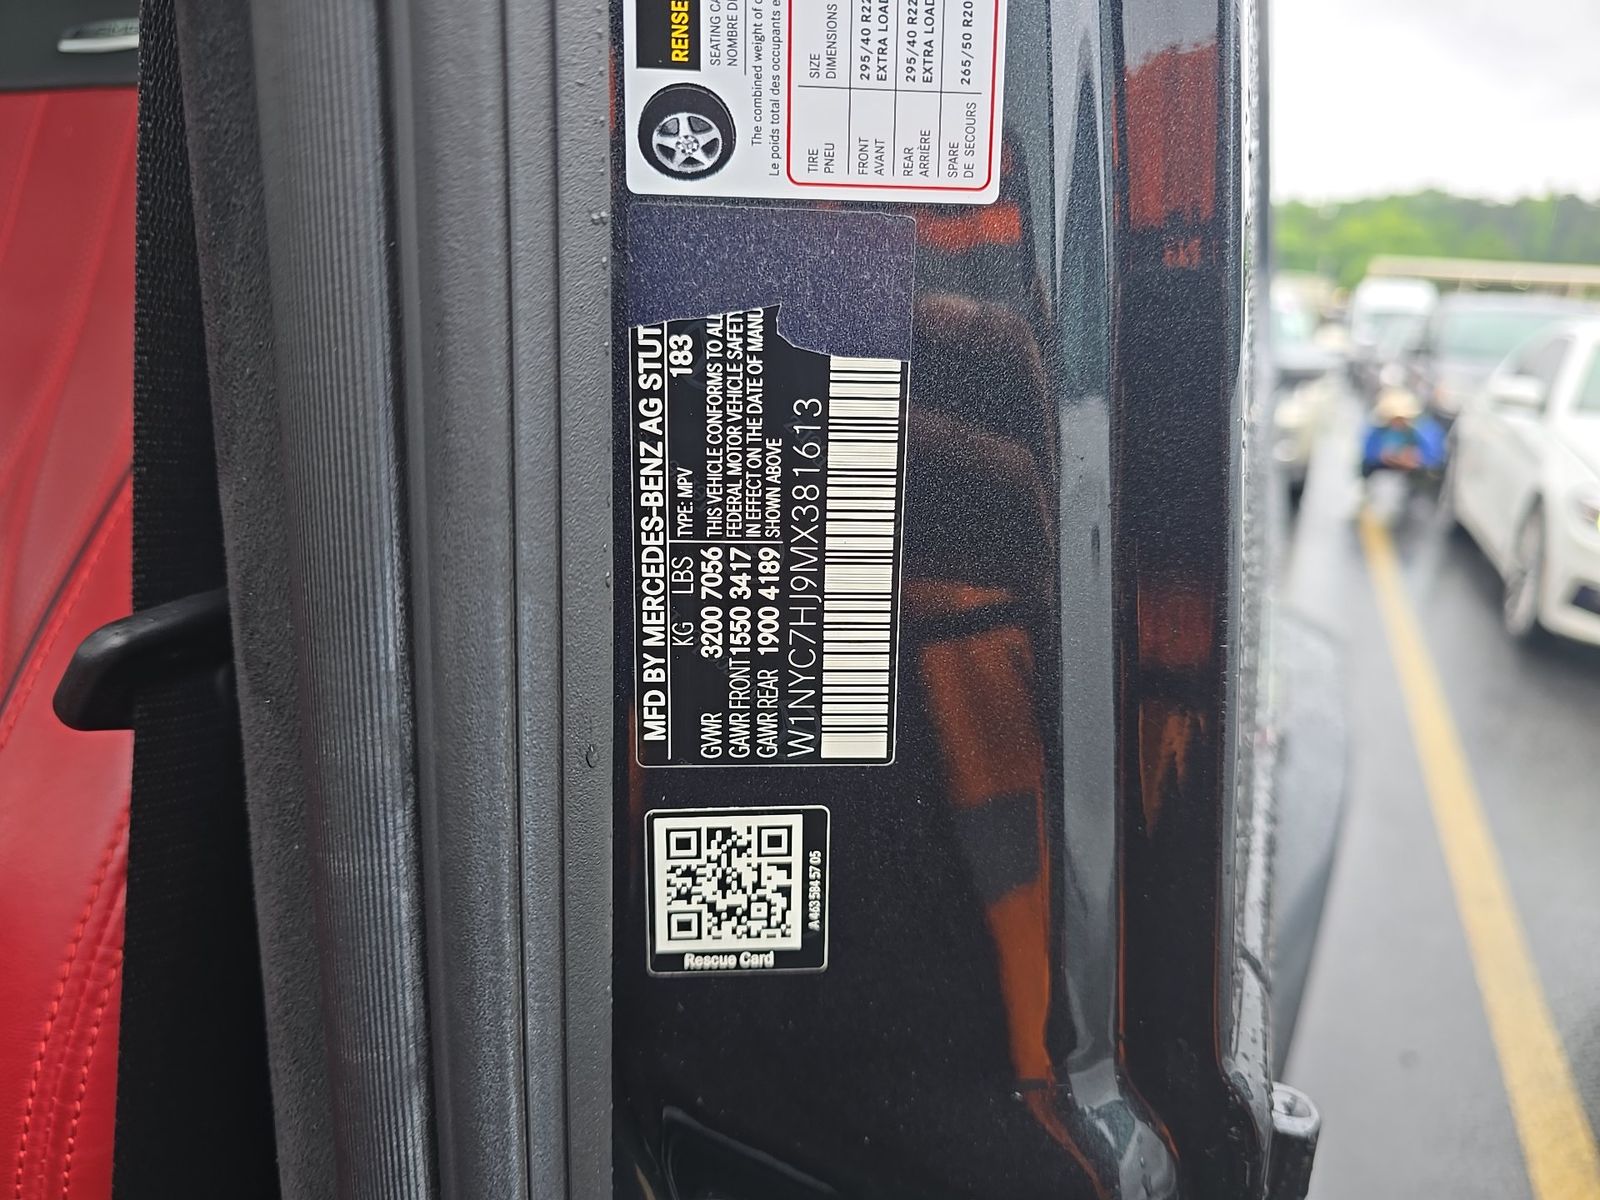 RENSE
SEATING CA
NOMBRE DE
The combined weight of o
Le poids total des occupants e
TIRE SIZE
PNEU DIMENSIONS
FRONT 295/40 R22
AVANT EXTRA LOAD
REAR 295/40 R22
ARRIÈRE EXTRA LOAD
SPARE 265/50 R20
DE SECOURS
MFD BY MERCEDES-BENZ AG STUT
KG LBS TYPE: MPV 183
GVWR 3200 7056 THIS VEHICLE CONFORMS TO ALL
GAWR FRONT 1550 3417 FEDERAL MOTOR VEHICLE SAFETY
GAWR REAR 1900 4189 IN EFFECT ON THE DATE OF MANU
SHOWN ABOVE
W1NYC7HJ9MX381613
Rescue Card
A 463 584 57 05